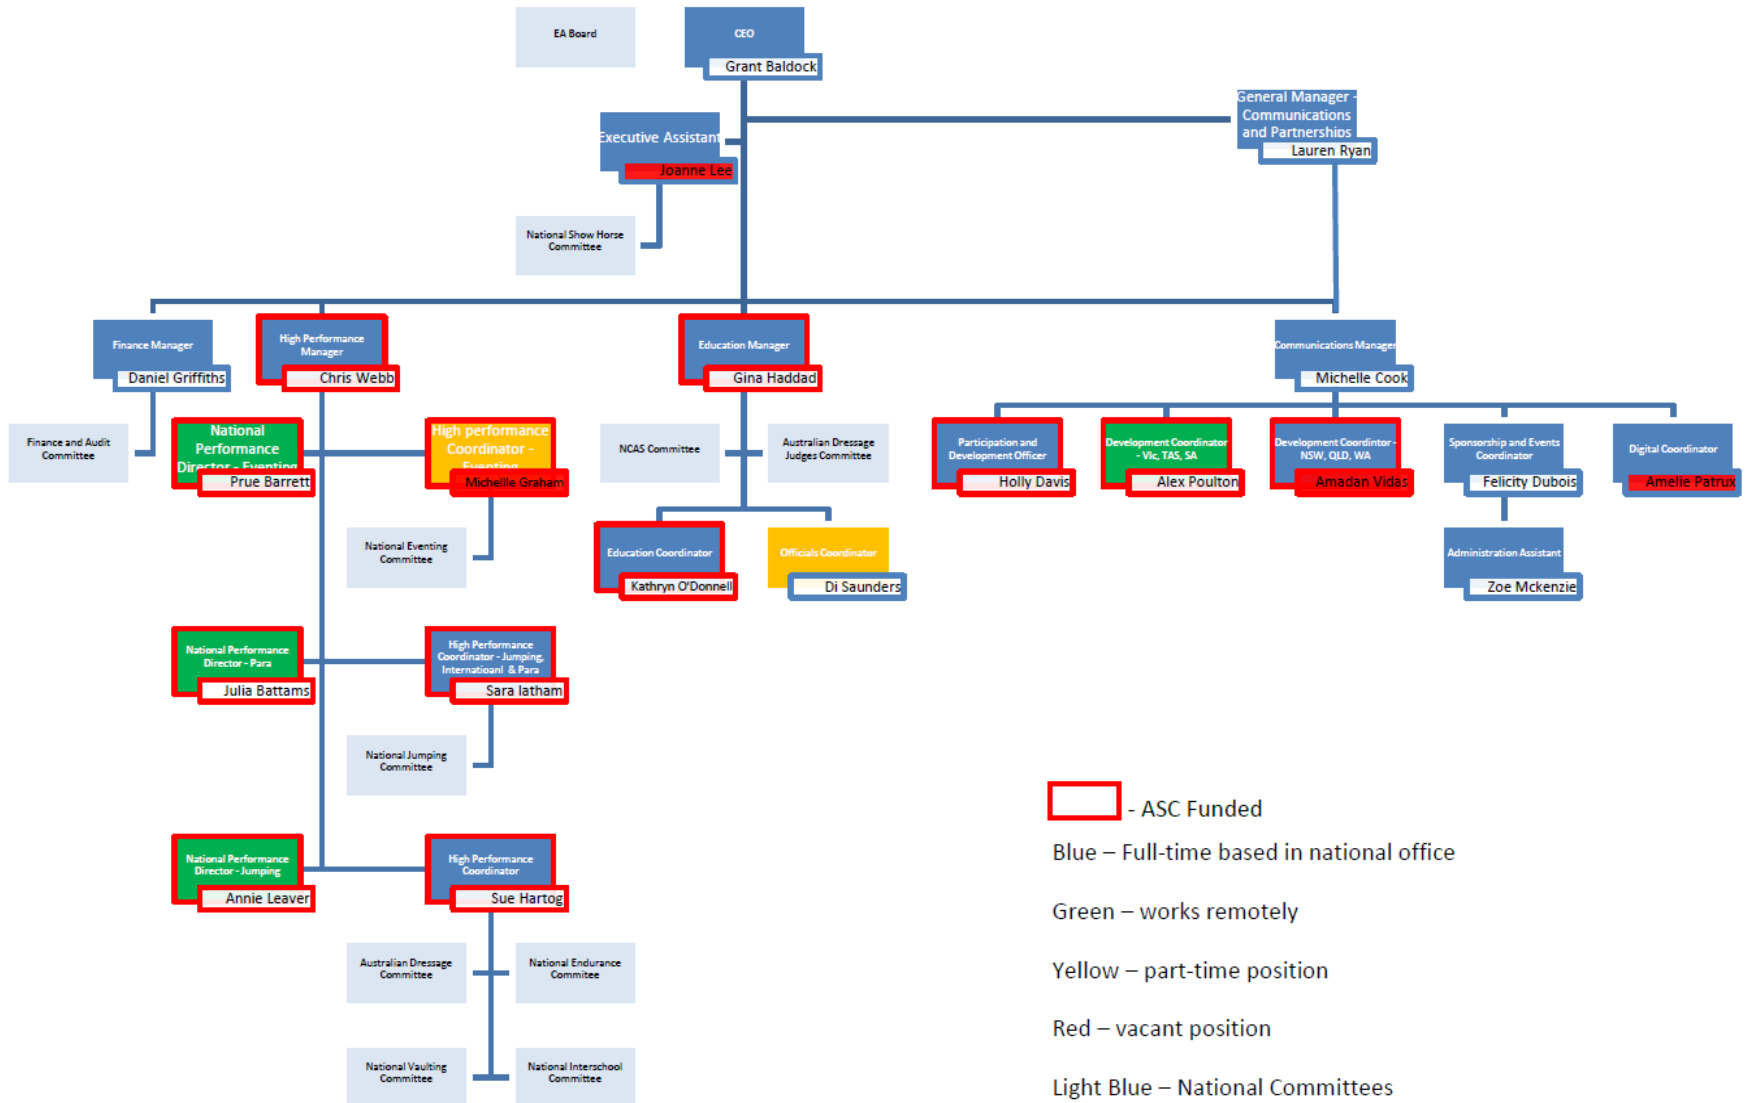 EA Board
CEO
Grant Baldock
General Manager -
Communications
and Partnerships
Lauren Ryan
Executive Assistant
Joanne Lee
National Show Horse
Committee
Finance Manager
Daniel Griffiths
High Performance
Manager
Chris Webb
Education Manager
Gina Haddad
Communications Manager
Michelle Cook
Finance and Audit
Committee
National
Performance
Director - Eventing
Prue Barrett
High performance
Coordinator -
Eventing
Michellle Graham
NCAS Committee
Australian Dressage
Judges Committee
Participation and
Development Officer
Holly Davis
Development Coordinator
- Vic, TAS, SA
Alex Poulton
Development Coordintor -
NSW, QLD, WA
Amadan Vidas
Sponsorship and Events
Coordinator
Felicity Dubois
Digital Coordinator
Amelie Patrux
National Eventing
Committee
Education Coordinator
Kathryn O'Donnell
Officials Coordinator
Di Saunders
Administration Assistant
Zoe Mckenzie
National Performance
Director - Para
Julia Battams
High Performance
Coordinator - Jumping,
Internatioanl & Para
Sara latham
National Jumping
Committee
National Performance
Director - Jumping
Annie Leaver
High Performance
Coordinator
Sue Hartog
Australian Dressage
Committee
National Endurance
Commitee
National Vaulting
Committee
National Interschool
Committee
- ASC Funded
Blue – Full-time based in national office
Green – works remotely
Yellow – part-time position
Red – vacant position
Light Blue – National Committees